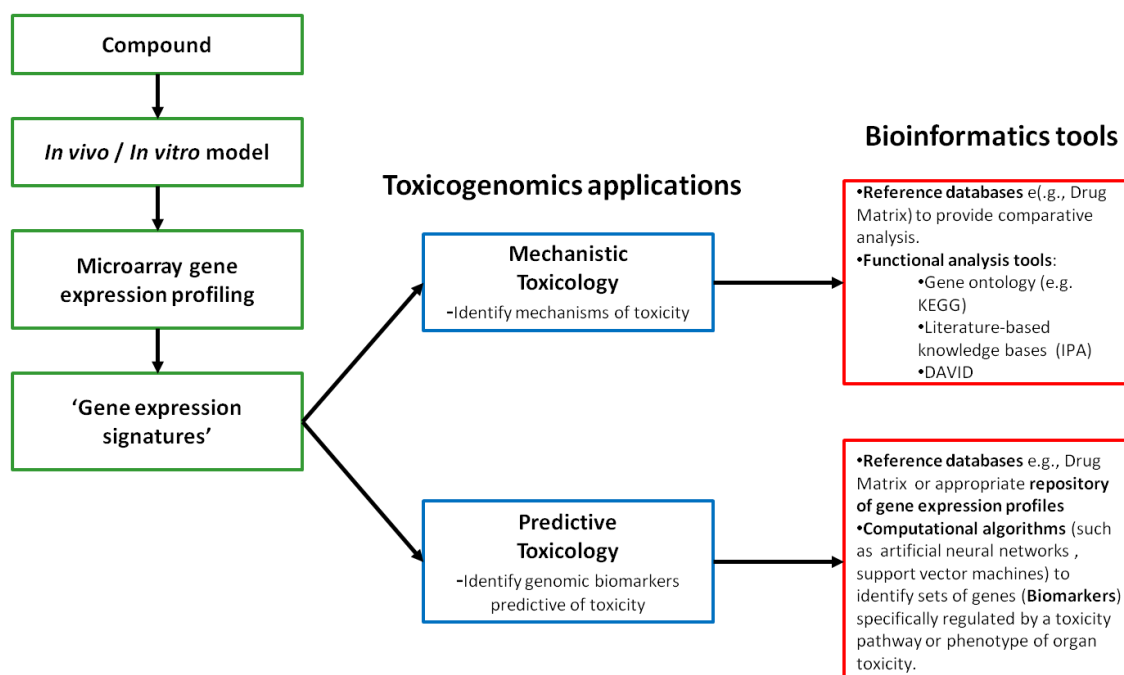 Compound
In vivo / In vitro model
Microarray gene
expression profiling
‘Gene expression
signatures’
Toxicogenomics applications
Mechanistic
Toxicology
-Identify mechanisms of toxicity
Predictive
Toxicology
-Identify genomic biomarkers
predictive of toxicity
Bioinformatics tools
•Reference databases e(.g., Drug
Matrix) to provide comparative
analysis.
•Functional analysis tools:
•Gene ontology (e.g.
KEGG)
•Literature-based
knowledge bases (IPA)
•DAVID
•Reference databases e.g., Drug
Matrix or appropriate repository
of gene expression profiles
•Computational algorithms (such
as artificial neural networks ,
support vector machines) to
identify sets of genes (Biomarkers)
specifically regulated by a toxicity
pathway or phenotype of organ
toxicity.